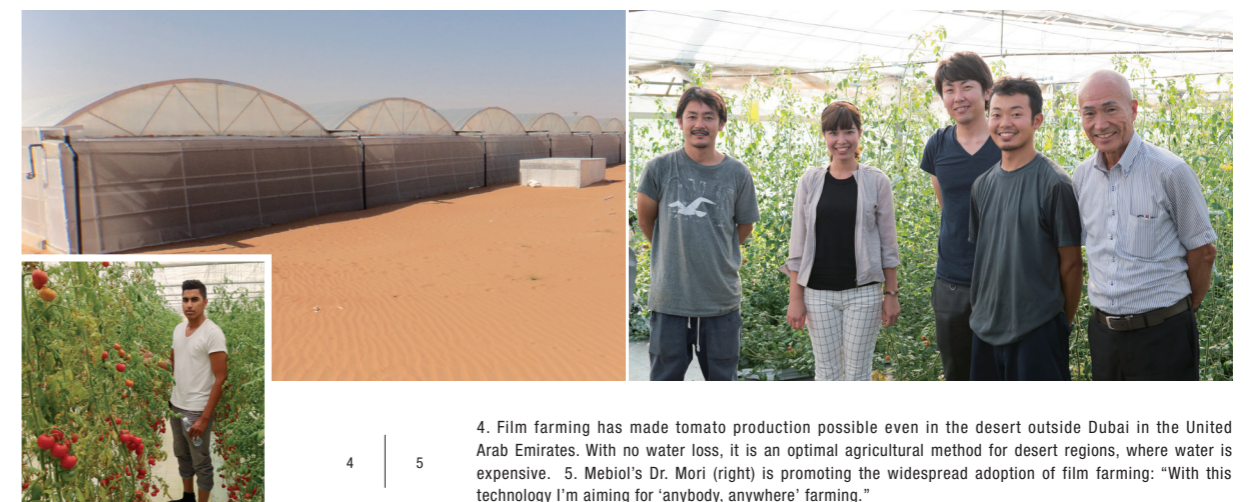 4
5
4. Film farming has made tomato production possible even in the desert outside Dubai in the United
Arab Emirates. With no water loss, it is an optimal agricultural method for desert regions, where water is
expensive.  5. Mebiol’s Dr. Mori (right) is promoting the widespread adoption of film farming: “With this
technology I’m aiming for ‘anybody, anywhere’ farming.”